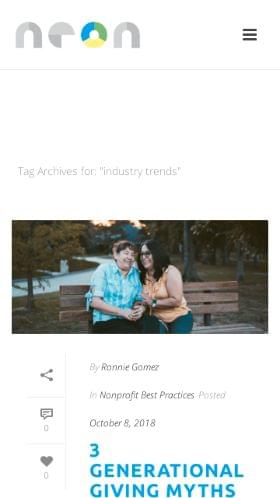 neon
Tag Archives for: "industry trends"
By Ronnie Gomez
In Nonprofit Best Practices Posted
October 8, 2018
0
0
3
GENERATIONAL
GIVING MYTHS